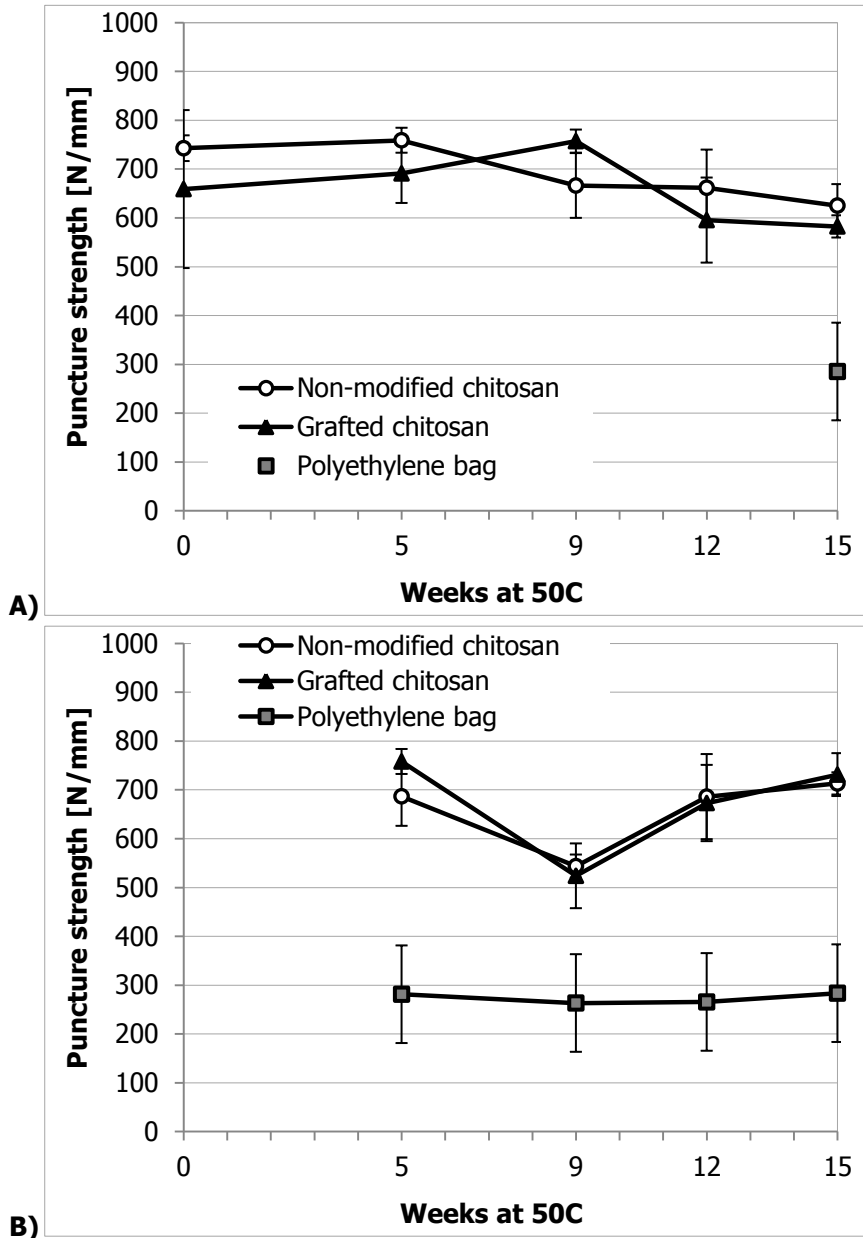 1000
900
800
700
600
500
400
300
200
100
0
Puncture strength [N/mm]
Non-modified chitosan
Grafted chitosan
Polyethylene bag
0 5 9 12 15
Weeks at 50C
A)
1000
900
800
700
600
500
400
300
200
100
0
Puncture strength [N/mm]
Non-modified chitosan
Grafted chitosan
Polyethylene bag
0 5 9 12 15
Weeks at 50C
B)